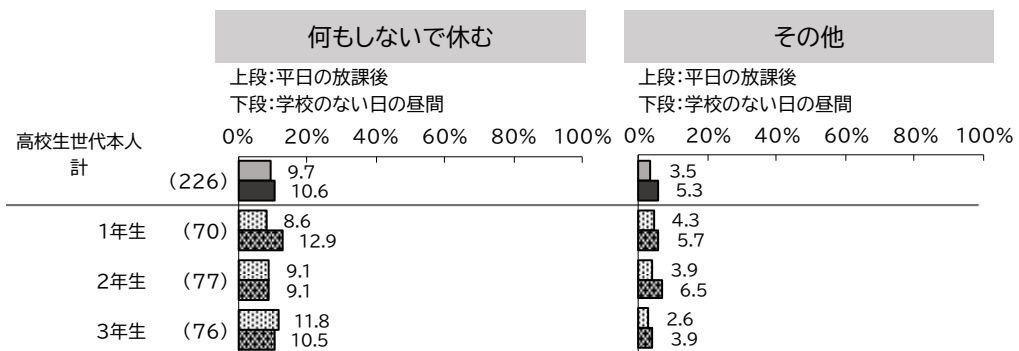 何もしないで休む
その他
上段:平日の放課後
下段:学校のない日の昼間
上段:平日の放課後
下段:学校のない日の昼間
0% 20% 40% 60% 80% 100%
0% 20% 40% 60% 80% 100%
高校生世代本人
計
(226) 9.7 3.5
10.6 5.3
1年生 (70) 8.6 4.3
12.9 5.7
2年生 (77) 9.1 3.9
9.1 6.5
3年生 (76) 11.8 2.6
10.5 3.9